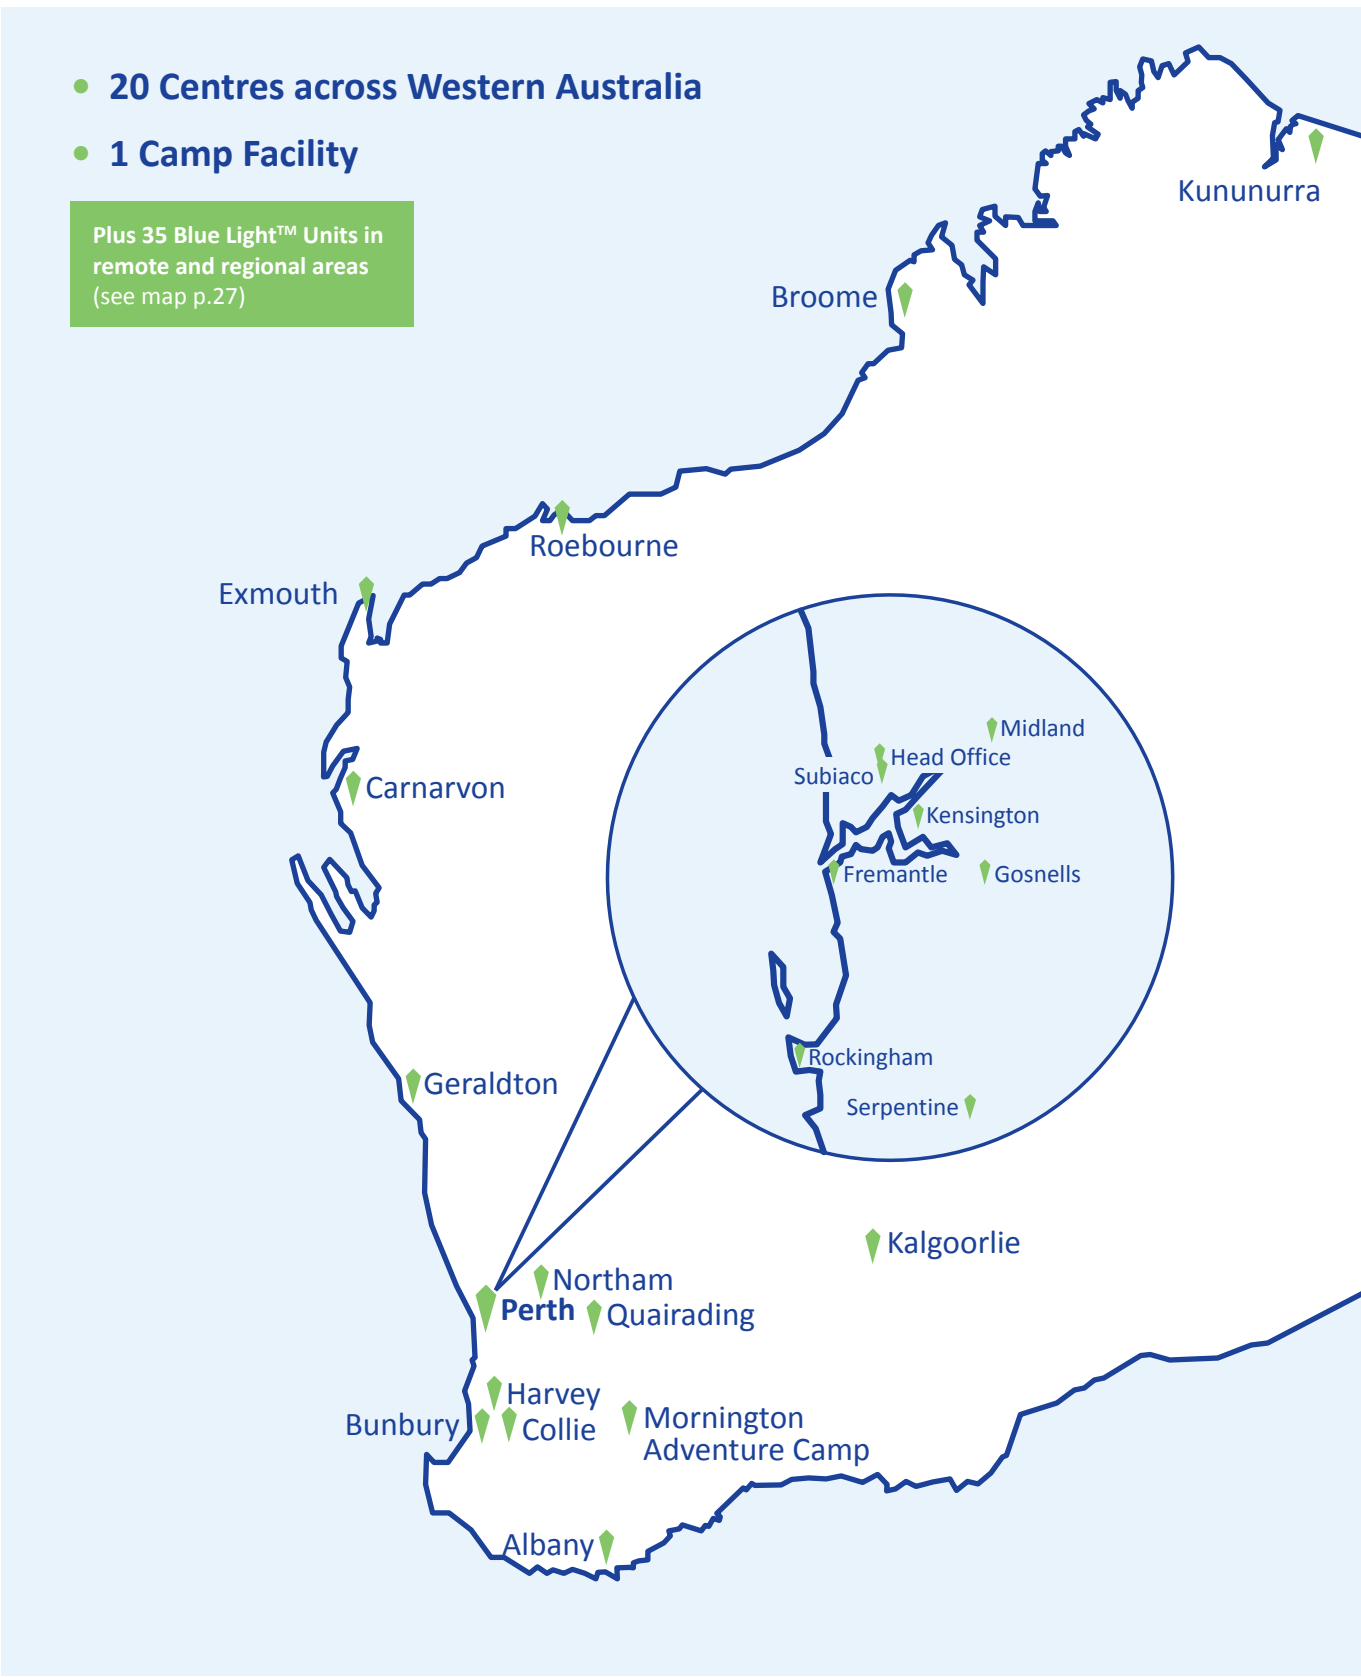 20 Centres across Western Australia
1 Camp Facility
Plus 35 Blue Light™ Units in
remote and regional areas
(see map p.27)
Kununurra
Broome
Roebourne
Exmouth
Midland
Head Office
Subiaco
Carnarvon
Kensington
Fremantle
Gosnells
Rockingham
Geraldton
Serpentine
Kalgoorlie
Northam
Perth
Quairading
Harvey
Bunbury
Collie
Mornington
Adventure Camp
Albany